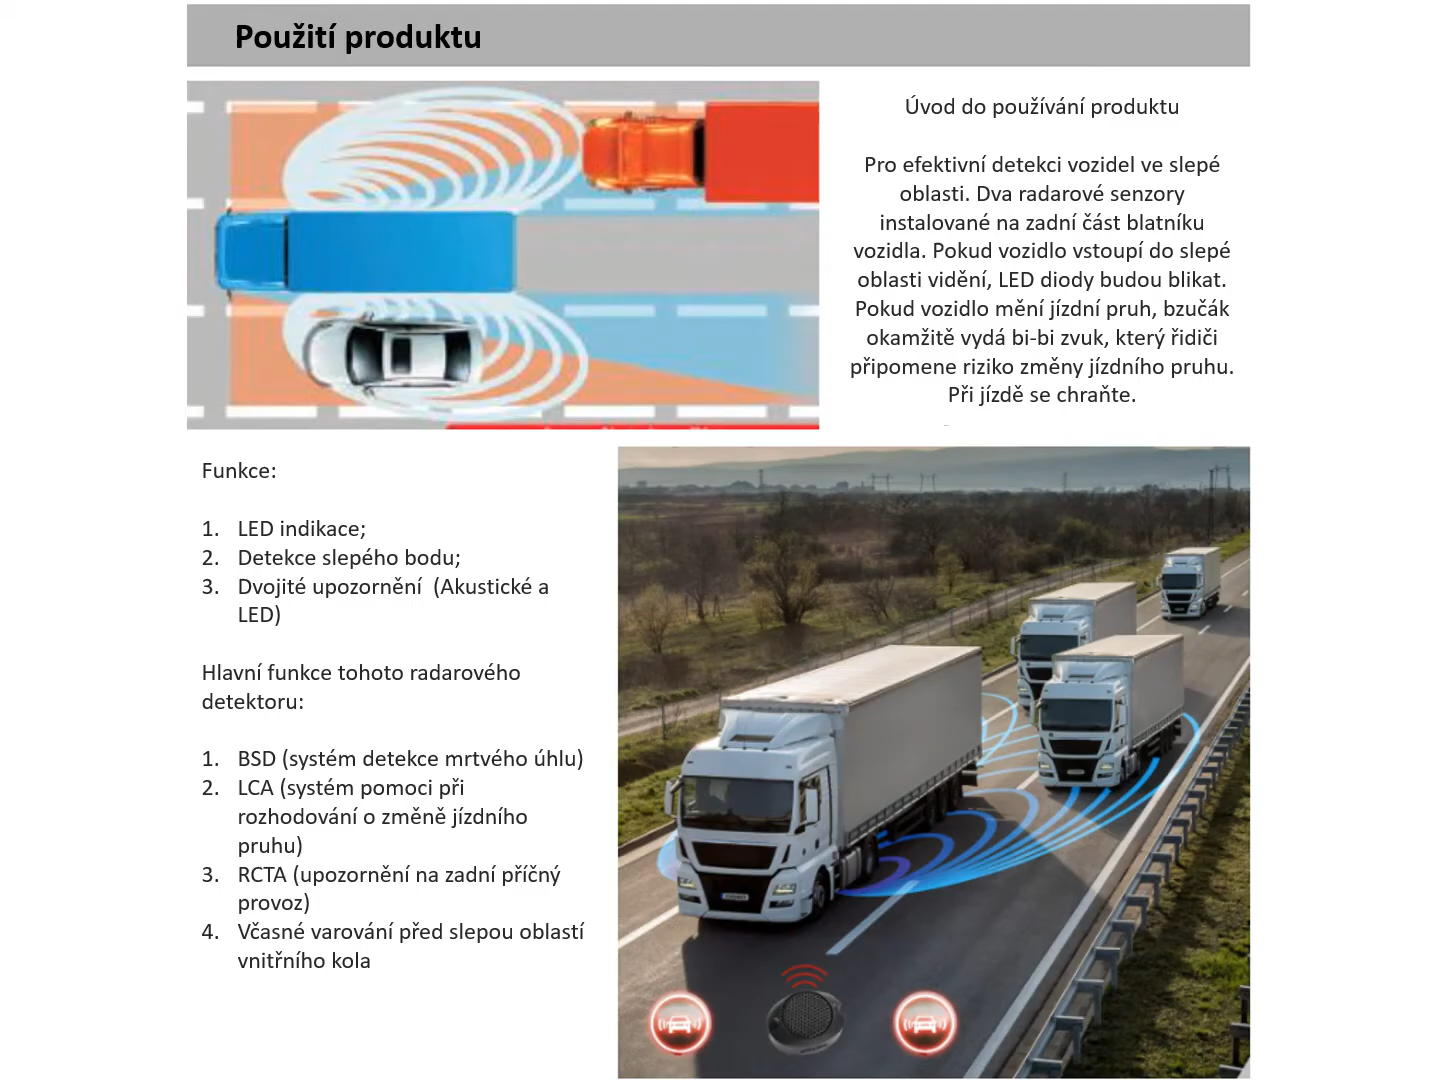 Použití produktu
Úvod do používání produktu
Pro efektivní detekci vozidel ve slepé
oblasti. Dva radarové senzory
instalované na zadní část blatníku
vozidla. Pokud vozidlo vstoupí do slepé
oblasti vidění, LED diody budou blikat.
Pokud vozidlo mění jízdní pruh, bzučák
okamžitě vydá bi-bi zvuk, který řidiči
připomene riziko změny jízdního pruhu.
Při jízdě se chraňte.
Funkce:
1. LED indikace;
2. Detekce slepého bodu;
3. Dvojité upozornění  (Akustické a
LED)
Hlavní funkce tohoto radarového
detektoru:
1. BSD (systém detekce mrtvého úhlu)
2. LCA (systém pomoci při
rozhodování o změně jízdního
pruhu)
3. RCTA (upozornění na zadní příčný
provoz)
4. Včasné varování před slepou oblastí
vnitřního kola